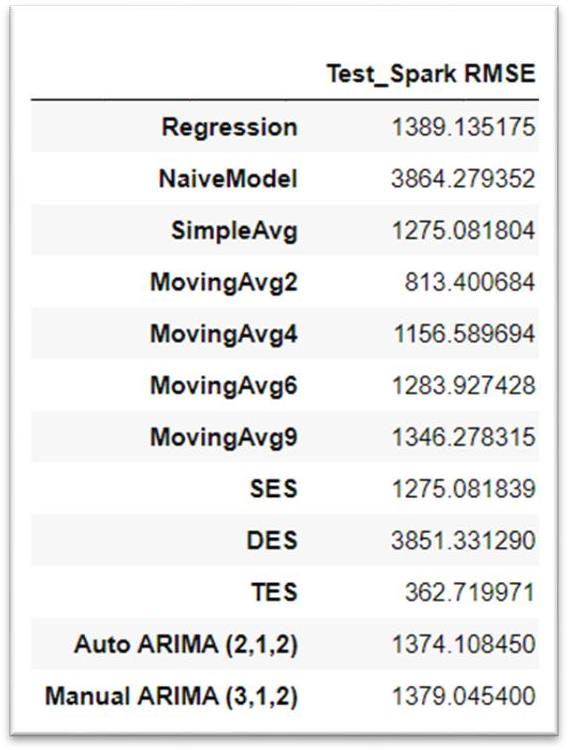 Test_Spark RMSE
Regression 1389.135175
NaiveModel 3864.279352
SimpleAvg 1275.081804
MovingAvg2 813.400684
MovingAvg4 1156.589694
MovingAvg6 1283.927428
MovingAvg9 1346.278315
SES 1275.081839
DES 3851.331290
TES 362.719971
Auto ARIMA (2,1,2) 1374.108450
Manual ARIMA (3,1,2) 1379.045400